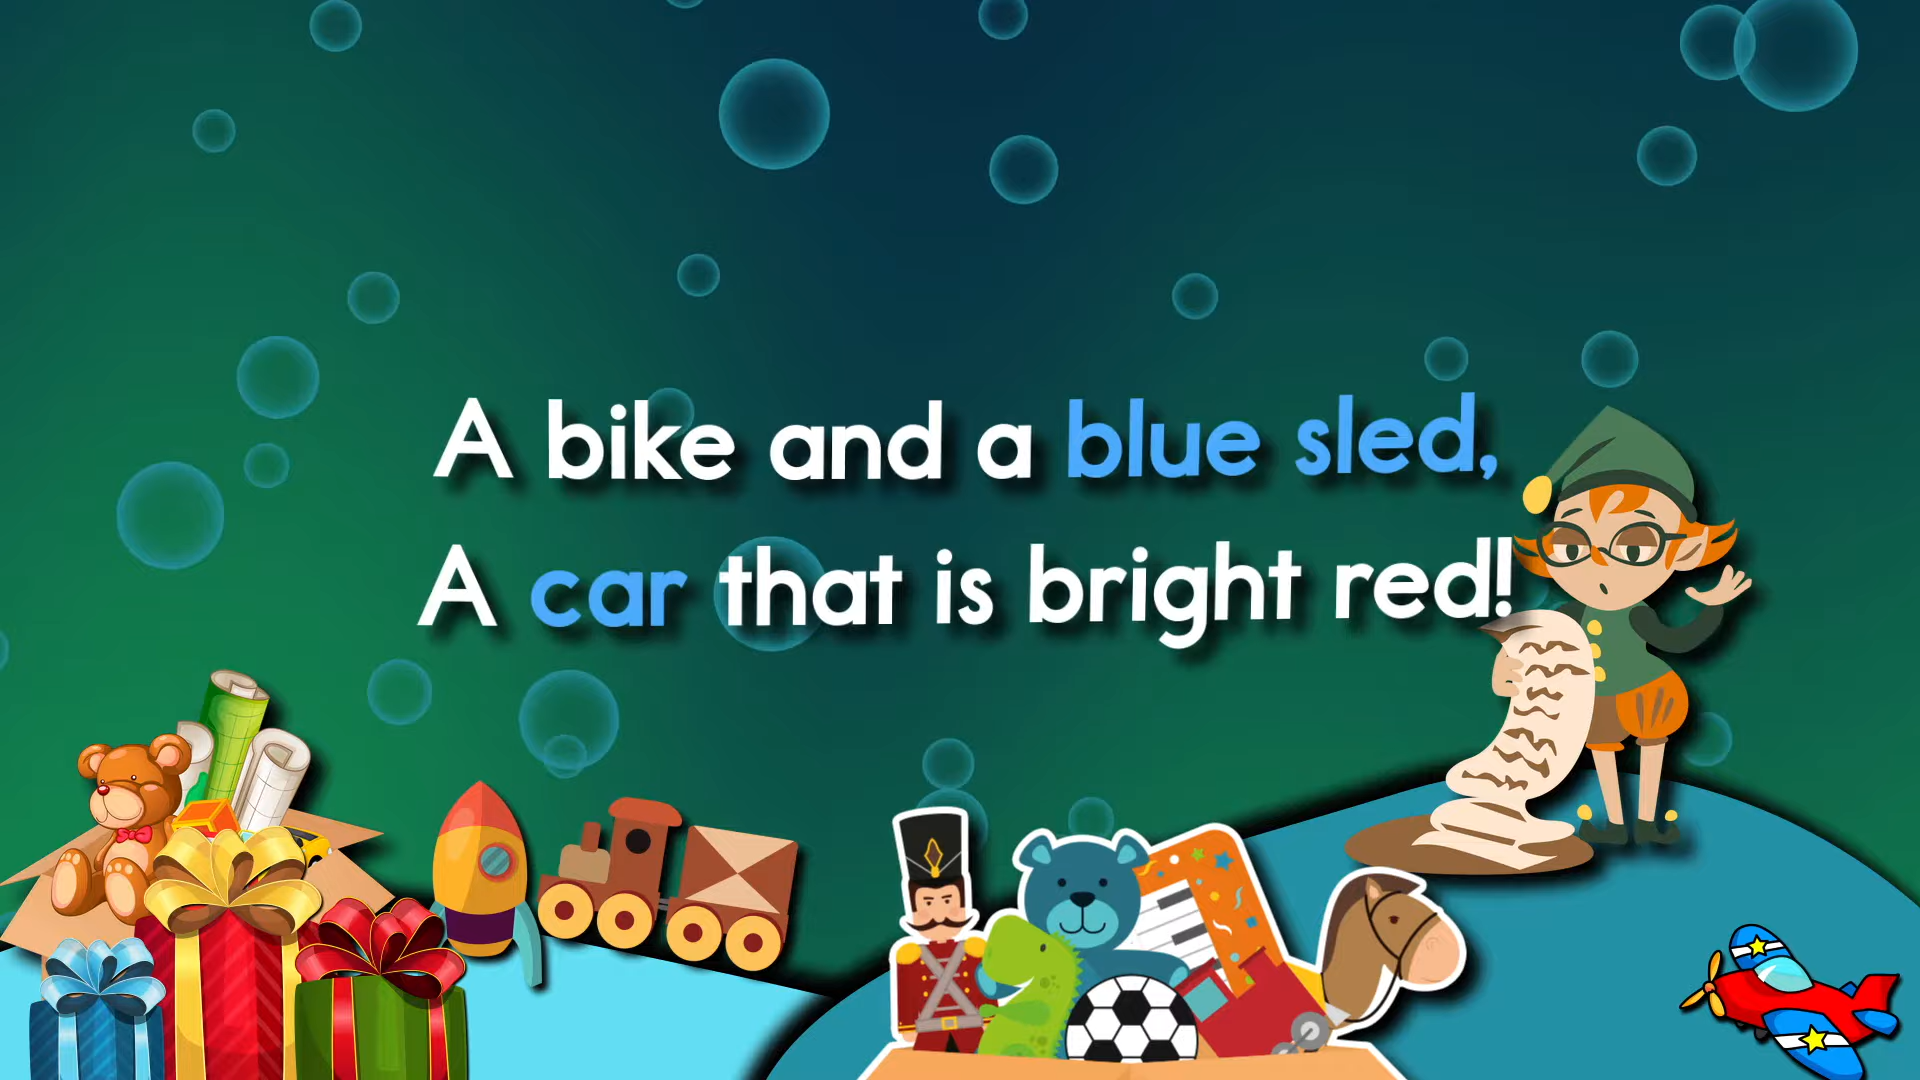 A bike and a blue sled,
A car that is bright red!